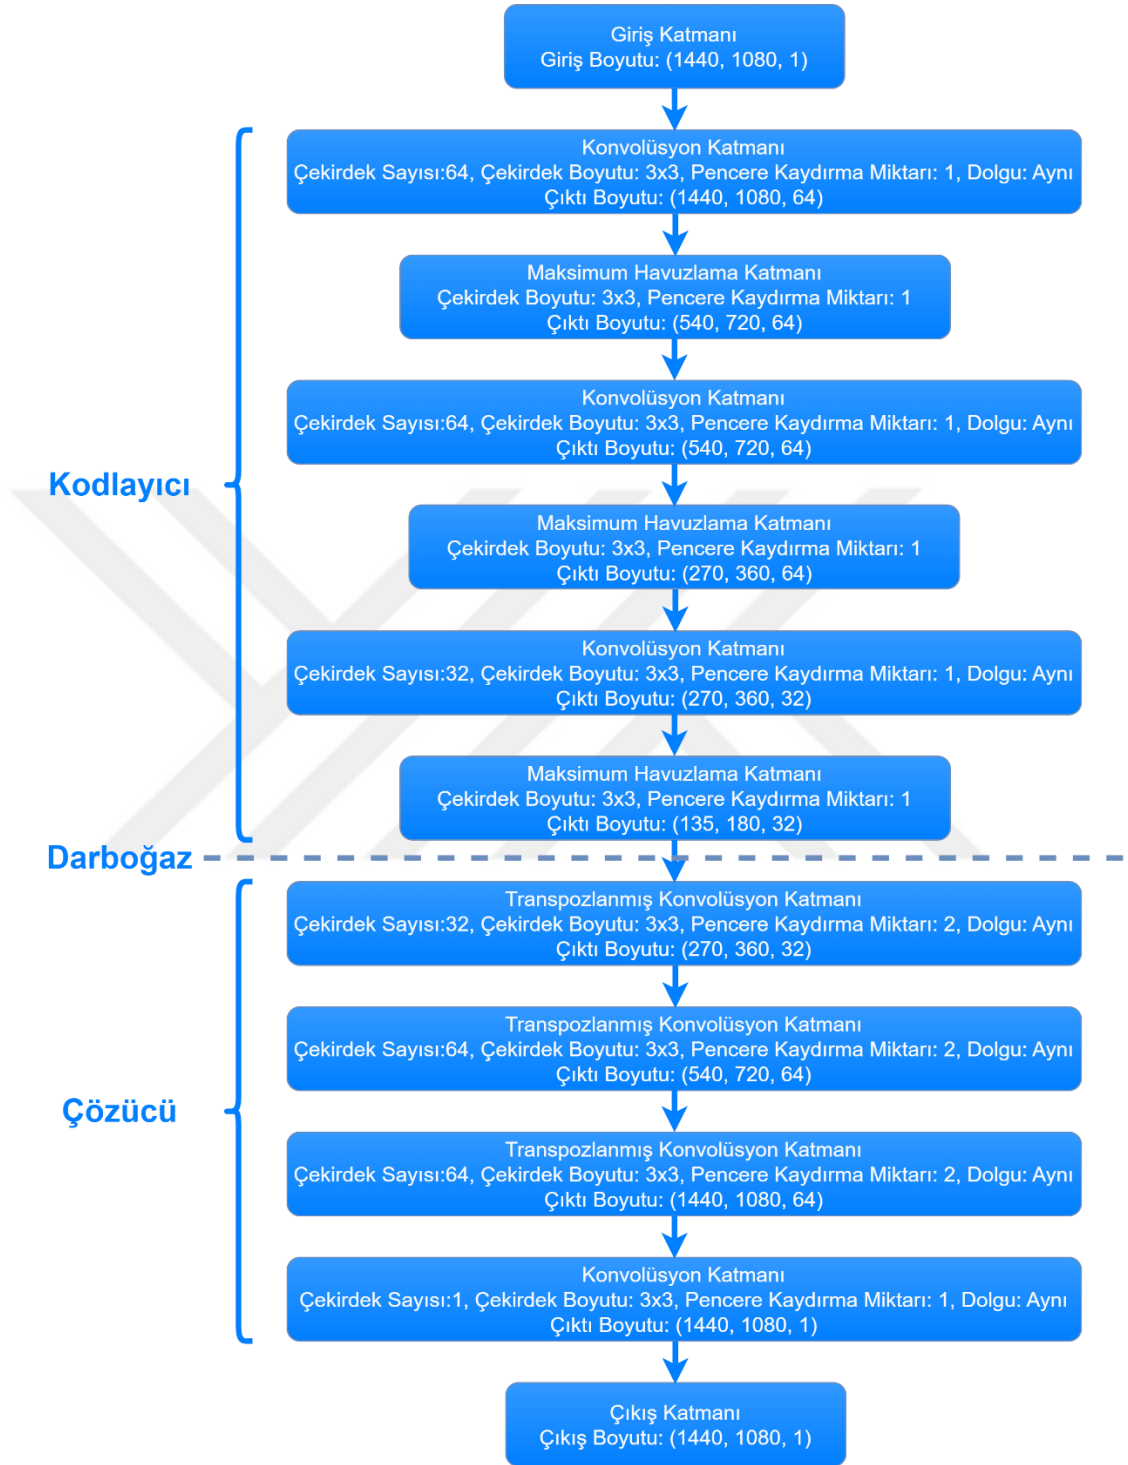 Giriş Katmanı
Giriş Boyutu: (1440, 1080, 1)
Konvolüsyon Katmanı
Çekirdek Sayısı:64, Çekirdek Boyutu: 3x3, Pencere Kaydırma Miktarı: 1, Dolgu: Aynı
Çıktı Boyutu: (1440, 1080, 64)
Maksimum Havuzlama Katmanı
Çekirdek Boyutu: 3x3, Pencere Kaydırma Miktarı: 1
Çıktı Boyutu: (540, 720, 64)
Konvolüsyon Katmanı
Çekirdek Sayısı:64, Çekirdek Boyutu: 3x3, Pencere Kaydırma Miktarı: 1, Dolgu: Aynı
Çıktı Boyutu: (540, 720, 64)
Kodlayıcı
Maksimum Havuzlama Katmanı
Çekirdek Boyutu: 3x3, Pencere Kaydırma Miktarı: 1
Çıktı Boyutu: (270, 360, 64)
Konvolüsyon Katmanı
Çekirdek Sayısı:32, Çekirdek Boyutu: 3x3, Pencere Kaydırma Miktarı: 1, Dolgu: Aynı
Çıktı Boyutu: (270, 360, 32)
Maksimum Havuzlama Katmanı
Çekirdek Boyutu: 3x3, Pencere Kaydırma Miktarı: 1
Çıktı Boyutu: (135, 180, 32)
Darboğaz
Transpozlanmış Konvolüsyon Katmanı
Çekirdek Sayısı:32, Çekirdek Boyutu: 3x3, Pencere Kaydırma Miktarı: 2, Dolgu: Aynı
Çıktı Boyutu: (270, 360, 32)
Transpozlanmış Konvolüsyon Katmanı
Çekirdek Sayısı:64, Çekirdek Boyutu: 3x3, Pencere Kaydırma Miktarı: 2, Dolgu: Aynı
Çıktı Boyutu: (540, 720, 64)
Çözücü
Transpozlanmış Konvolüsyon Katmanı
Çekirdek Sayısı:64, Çekirdek Boyutu: 3x3, Pencere Kaydırma Miktarı: 2, Dolgu: Aynı
Çıktı Boyutu: (1440, 1080, 64)
Konvolüsyon Katmanı
Çekirdek Sayısı:1, Çekirdek Boyutu: 3x3, Pencere Kaydırma Miktarı: 1, Dolgu: Aynı
Çıktı Boyutu: (1440, 1080, 1)
Çıkış Katmanı
Çıkış Boyutu: (1440, 1080, 1)